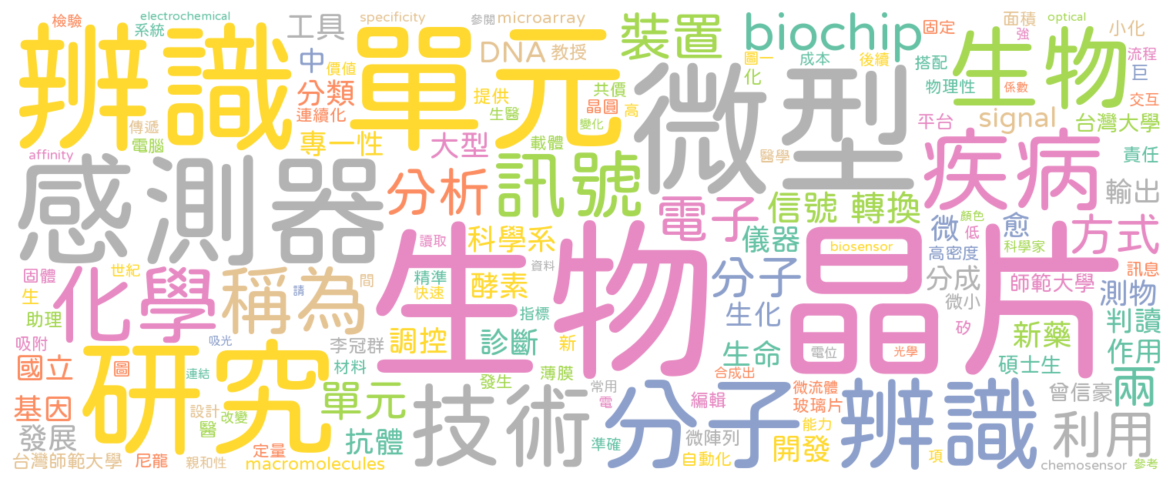 檢驗 electrochemical 系統 工具 specificity 參閱 microarray 裝置 biochip 固定 面積 強 optical 小化
辨識單元 中 價值 DNA 教授 圖一 化 成本 後續 搭配 生物 流程 巨
分類 連續化 提供 晶圓 共價 微型 物理性 係數 交互
傳遞 電腦 專一性 生醫 變化 高 signal 平台 台灣大學
affinity 大型 載體 醫學 疾病 責任
感測器 分析 訊號 電子 信號 轉換 輸出
讀取 科學系 儀器 微 顏色 低 愈 方式
生物晶片 biosensor 高密度 科學家
固體 世紀 間 化學 稱為 請 資料 精準 快速 酵素 分子 分成 師範大學 訊息 測物
生 助理 指標 生化 微小 矽 新藥 判讀
吸附 吸光 李冠群 調控 診斷 新 生命 電位 光學 作用
國立 圖 研究 連結 材料 發生 薄膜 合成出 碩士生 兩
基因 設計 改變 單元 技術 常用 電 分子 編輯 微流體 玻璃片 辨識 曾信豪
發展 醫 抗體 準確 微陣列 能力 開發 利用
台灣師範大學 尼龍 親和性 定量 macromolecules 自動化 項 chemosensor 參考